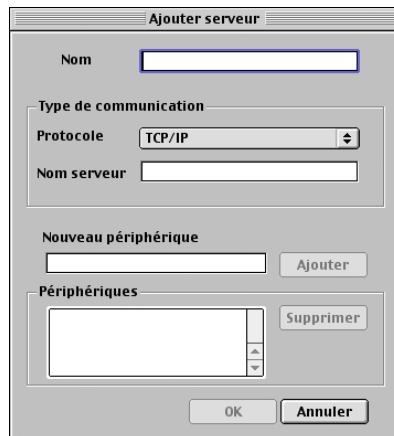 Ajouter serveur
Nom
Type de communication
Protocole TCP/IP
Nom serveur
Nouveau périphérique
Ajouter
Périphériques
Supprimer
OK Annuler